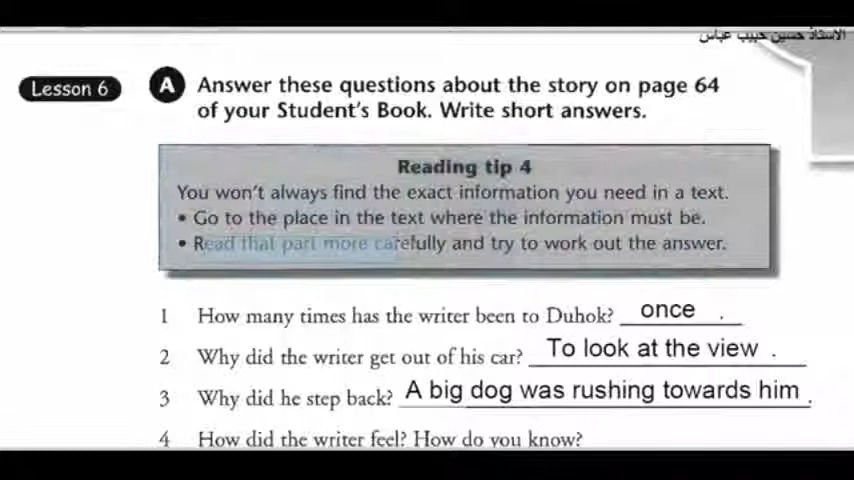 الاستاذ حسين حبيب عباس
Lesson 6
A Answer these questions about the story on page 64
of your Student's Book. Write short answers.
Reading tip 4
You won't always find the exact information you need in a text.
• Go to the place in the text where the information must be.
• Read that part more carefully and try to work out the answer.
1 How many times has the writer been to Duhok? once .
2 Why did the writer get out of his car? To look at the view .
3 Why did he step back? A big dog was rushing towards him .
4 How did the writer feel? How do you know?